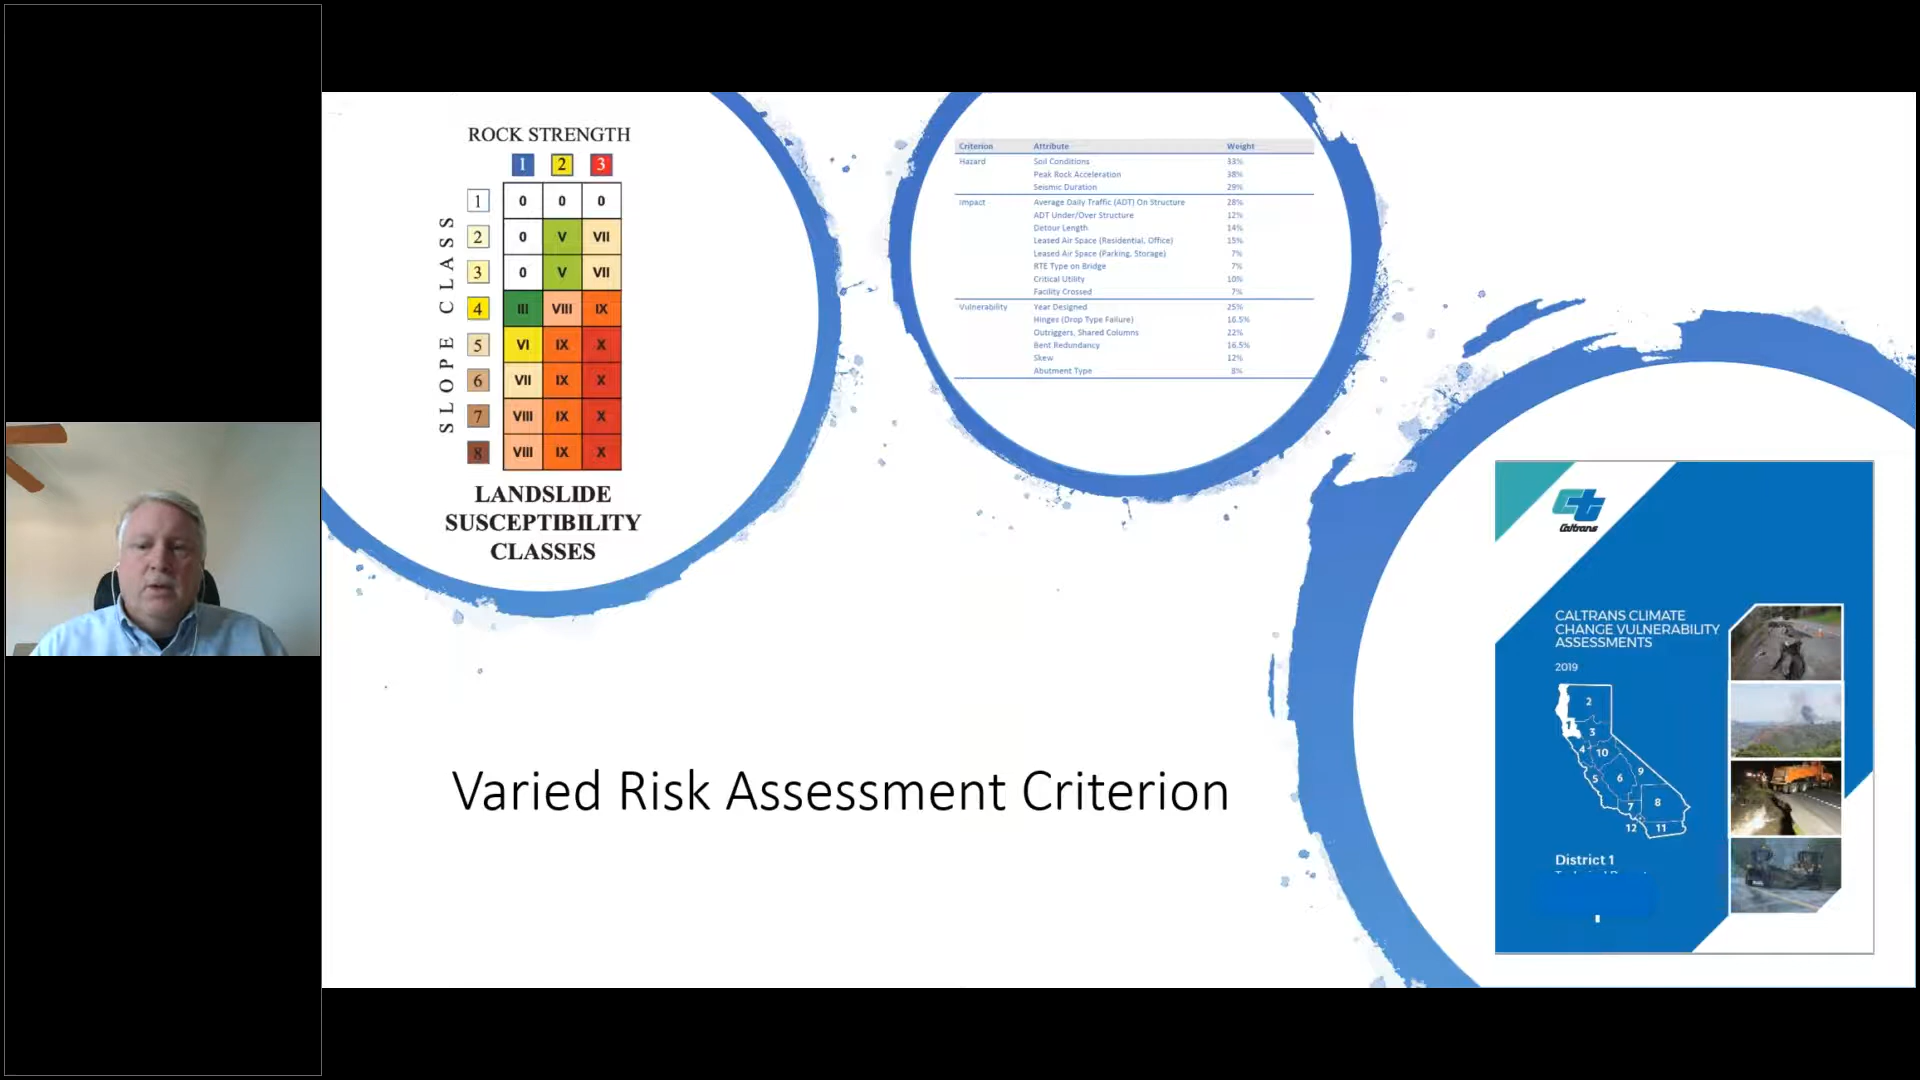 ROCK STRENGTH
1 2 3
SLOPE CLASS
1 0 0 0
2 0 V VII
3 0 V VII
4 III VIII IX
5 VI IX X
6 VII IX X
7 VIII IX X
8 VIII IX X
LANDSLIDE
SUSCEPTIBILITY
CLASSES
Criterion Attribute Weight
Hazard Soil Conditions 33%
Peak Rock Acceleration 38%
Seismic Duration 29%
Impact Average Daily Traffic (ADT) On Structure 28%
ADT Under/Over Structure 12%
Detour Length 14%
Leased Air Space (Residential, Office) 15%
Leased Air Space (Parking, Storage) 7%
RTE Type on Bridge 7%
Critical Utility 10%
Facility Crossed 7%
Vulnerability Year Designed 25%
Hinges (Drop Type Failure) 16.5%
Outriggers, Shared Columns 22%
Bent Redundancy 16.5%
Skew 12%
Abutment Type 8%
Varied Risk Assessment Criterion
ct
Caltrans
CALTRANS CLIMATE
CHANGE VULNERABILITY
ASSESSMENTS
2019
2
1
3
4 10
5 6 9
7 8
12 11
District 1